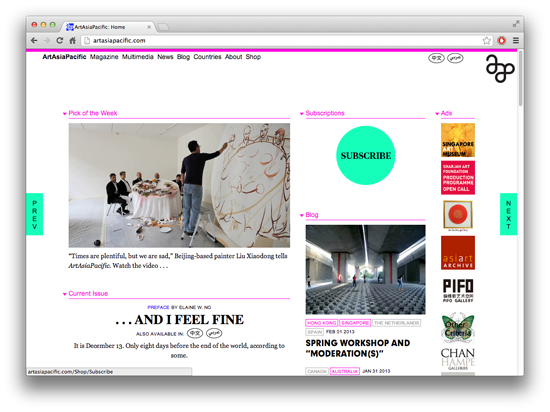 ArtAsiaPacific: Home
artasiapacific.com
ArtAsiaPacific Magazine Multimedia News Blog Countries About Shop
中文 عربي
Pick of the Week
Subscriptions
Ads
SUBSCRIBE
PREV
NEXT
"Times are plentiful, but we are sad," Beijing-based painter Liu Xiaodong tells
ArtAsiaPacific. Watch the video . . .
Current Issue
PREFACE BY ELAINE W. NG
. . . AND I FEEL FINE
ALSO AVAILABLE IN: 中文 عربي
It is December 13. Only eight days before the end of the world, according to
some.
Blog
HONG KONG SINGAPORE THE NETHERLANDS
SPAIN FEB 01 2013
SPRING WORKSHOP AND
"MODERATION(S)"
CANADA AUSTRALIA JAN 31 2013
SINGAPORE
MUSEUM
SHARJAH ART
FOUNDATION
PRODUCTION
PROGRAMME
OPEN CALL
asiart
ARCHIVE
PIFO
PIFO GALLERY
Other
Criteria
CHAN
HAMPE
GALLERIES
artasiapacific.com/Shop/Subscribe